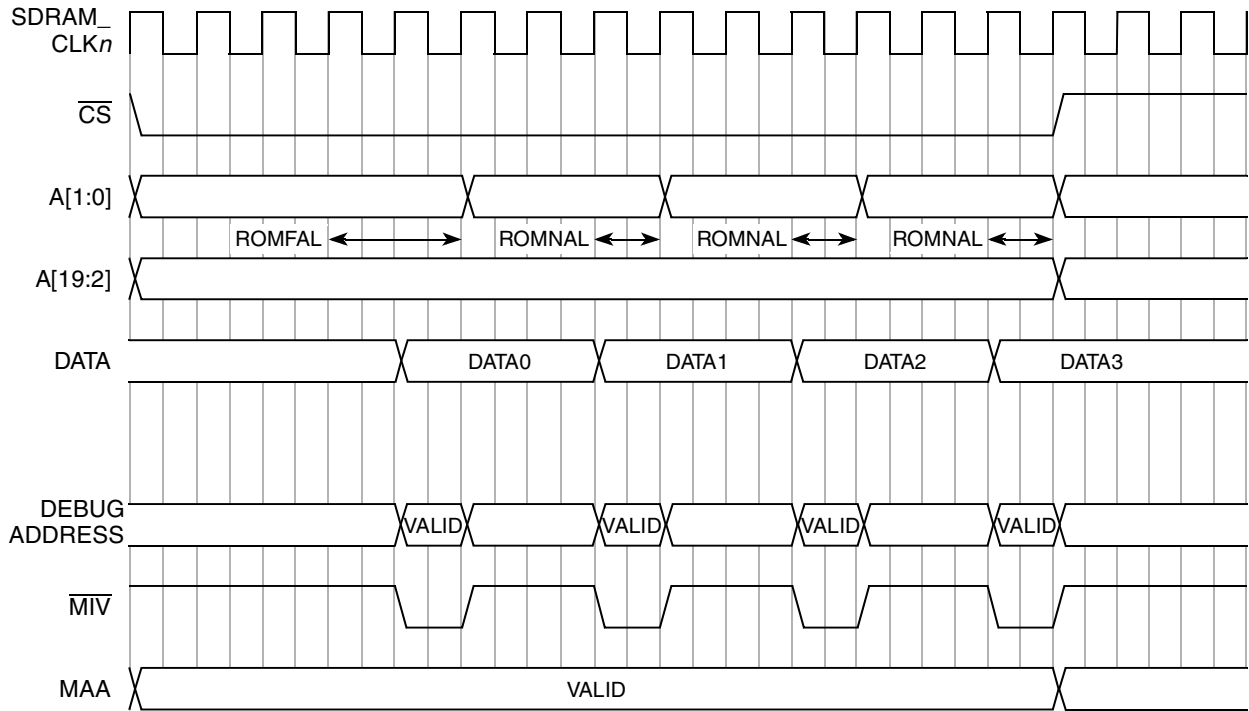 SDRAM_
CLKn
CS
A[1:0]
ROMFAL ROMNAL ROMNAL ROMNAL
A[19:2]
DATA DATA0 DATA1 DATA2 DATA3
DEBUG
ADDRESS VALID VALID VALID VALID
MIV
MAA VALID